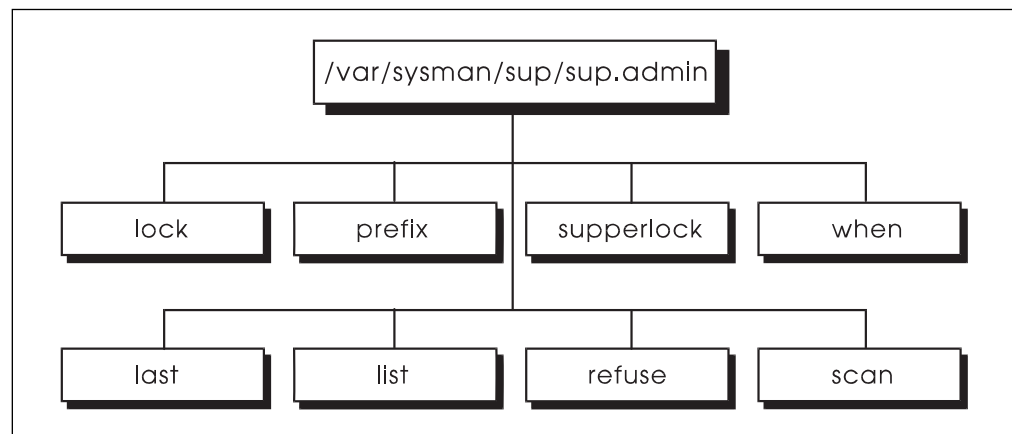 /var/sysman/sup/sup.admin
lock
prefix
supperlock
when
last
list
refuse
scan